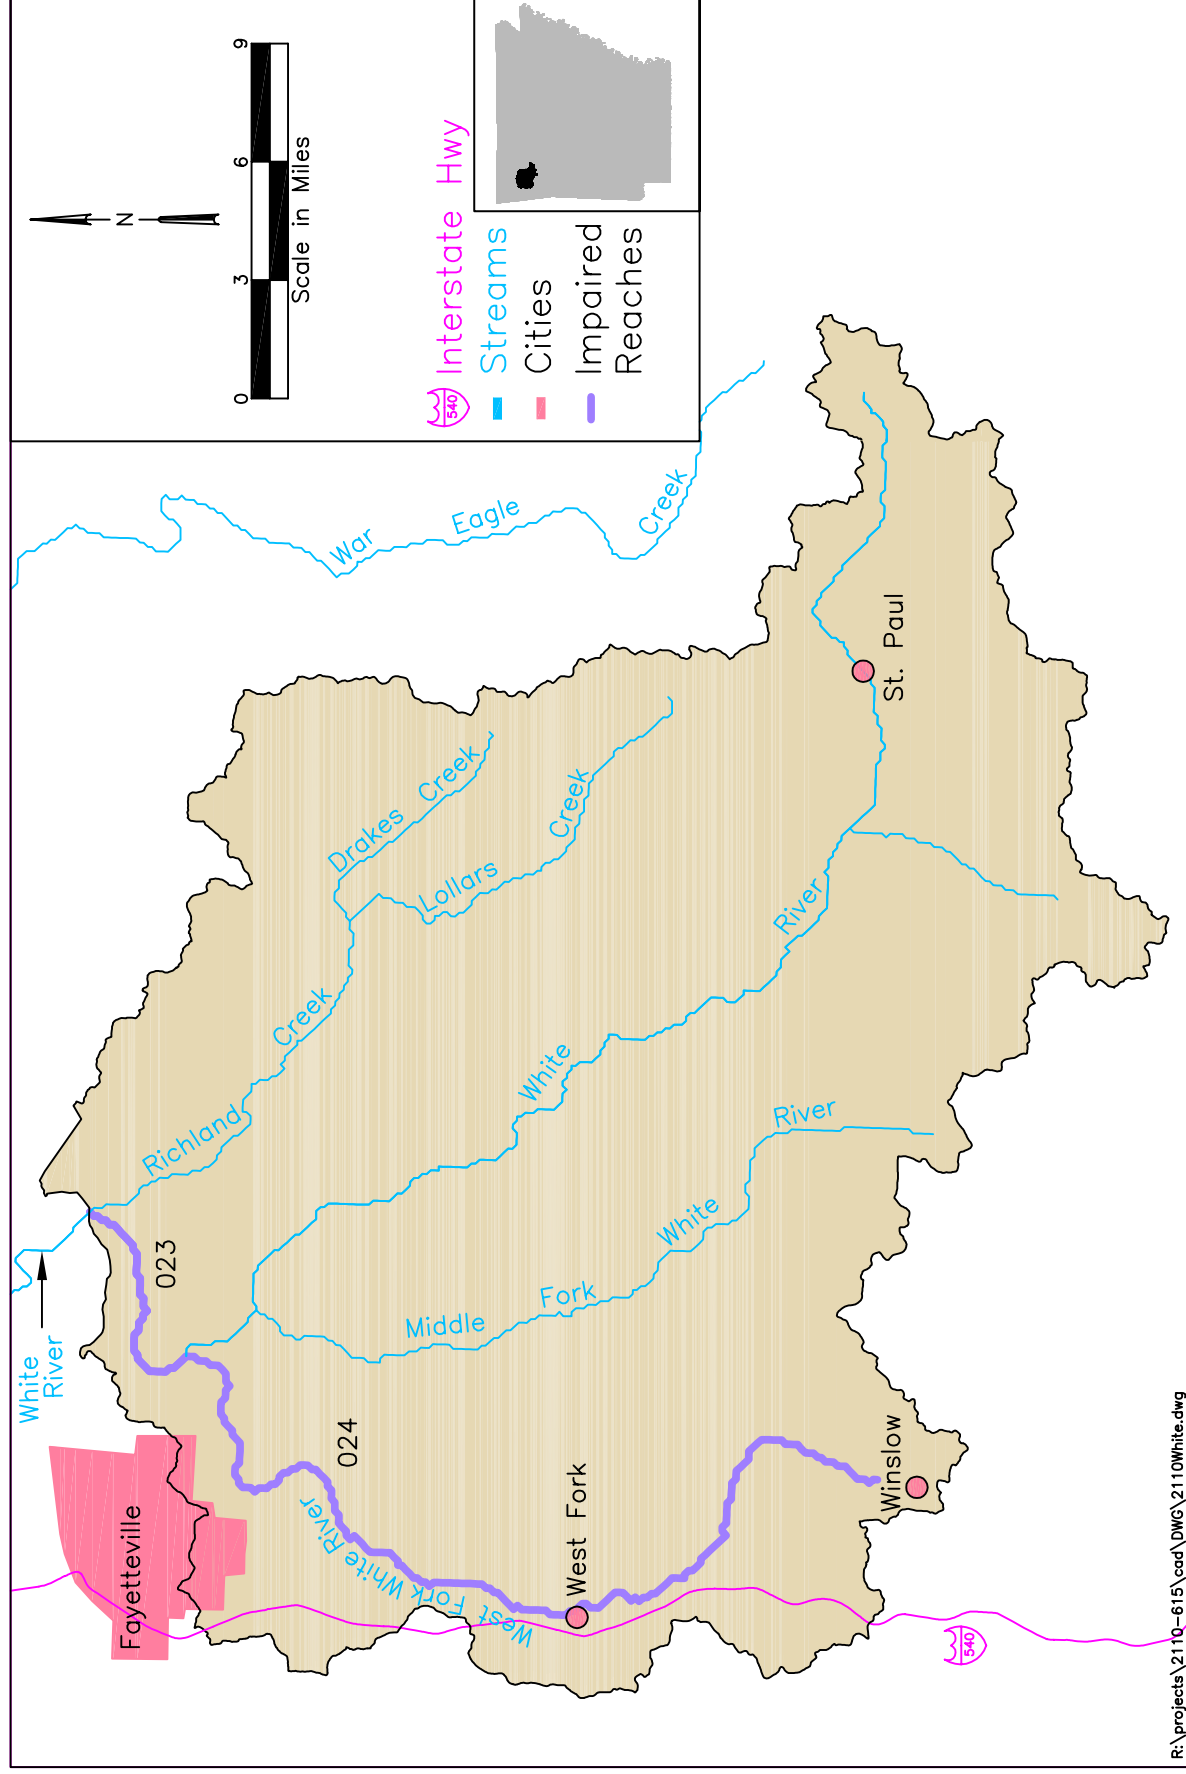 White
River
023
Fayetteville
024
West Fork White River
Richland
Creek
Drakes
Creek
Lollars
Creek
War
Eagle
Creek
Middle
Fork
White
River
White
River
West Fork
Winslow
St. Paul
540
N
0
3
6
9
Scale in Miles
540
Interstate Hwy
Streams
Cities
Impaired
Reaches
R:\projects\2110-615\cad\DWG\2110White.dwg